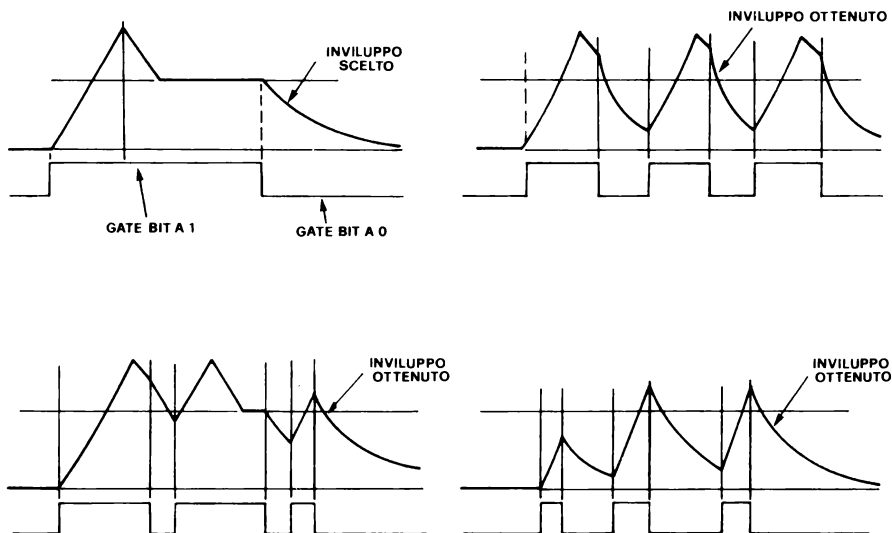 INVILUPPO
SCELTO
GATE BIT A 1
GATE BIT A 0
INVILUPPO OTTENUTO
INVILUPPO
OTTENUTO
INVILUPPO
OTTENUTO